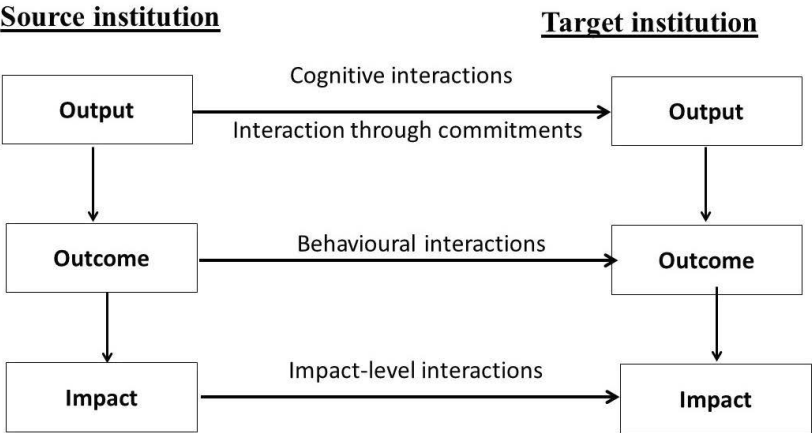 Source institution
Target institution
Cognitive interactions
Output
Output
Interaction through commitments
Outcome
Behavioural interactions
Outcome
Impact-level interactions
Impact
Impact